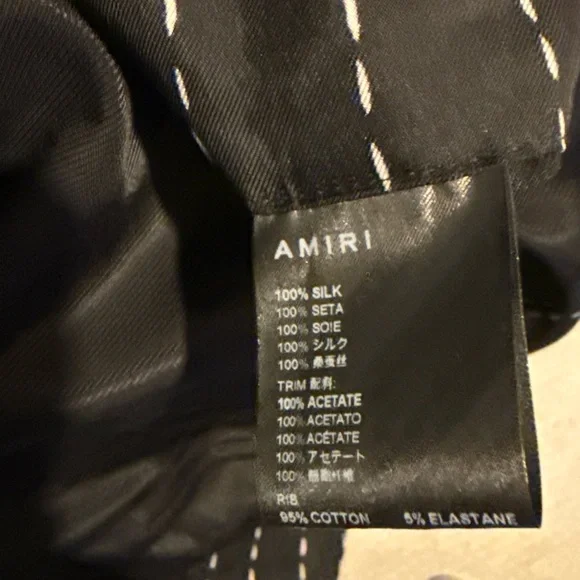 AMIRI
100% SILK
100% SETA
100% SOIE
100% シルク
100% 桑蚕丝
TRIM 配料:
100% ACETATE
100% ACETATO
100% ACÉTATE
100% アセテート
100%
RIB
95% COTTON 5% ELASTANE